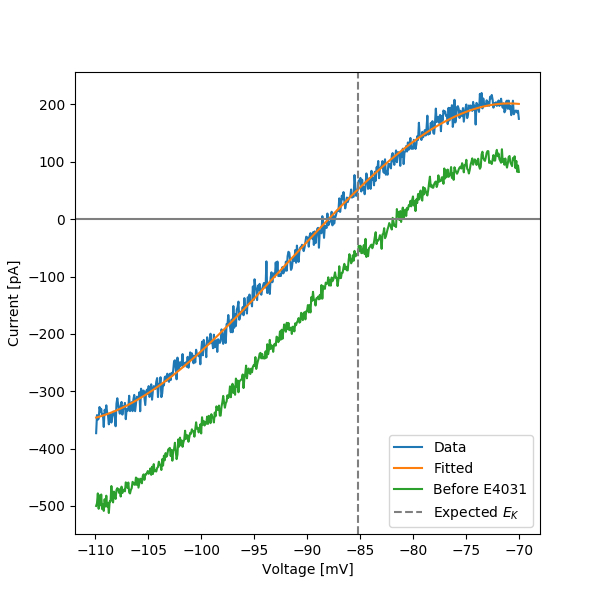 200
100
0
−100
−200
−300
−400
−500
Current [pA]
−110 −105 −100 −95 −90 −85 −80 −75 −70
Voltage [mV]
Data
Fitted
Before E4031
Expected E_K